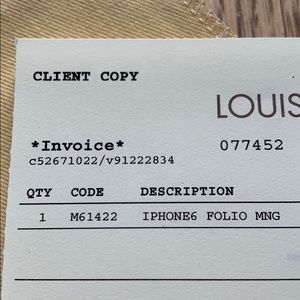 CLIENT COPY
LOUIS
*Invoice* 077452
c52671022/v91222834
QTY CODE DESCRIPTION
1 M61422 IPHONE6 FOLIO MNG